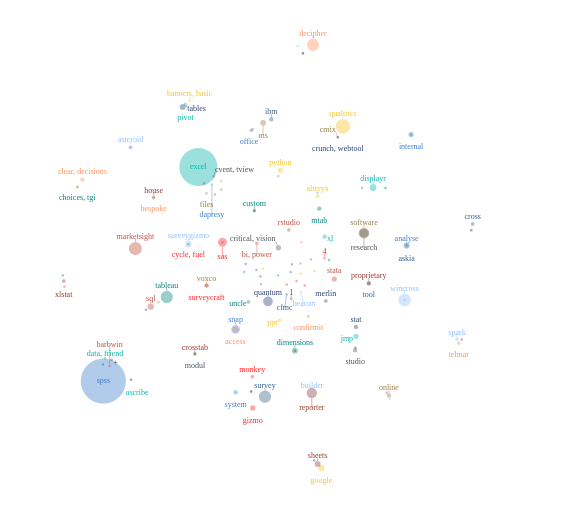 decipher
banners, basic
tables
pivot
ibm
qualtrics
ms
cmix
office
crunch, webtool
asteroid
internal
excel
cvent, tview
python
clear, decisions
displayr
choices, tgi
house
files
alteryx
bespoke
dapresy
custom
mtab
cross
rstudio
software
marketsight
surveygizmo
critical, vision
xl
analyse
research
cycle, fuel
sas
bi, power
4
askia
stata
proprietary
voxco
tableau
quantum
1
merlin
tool
wincross
xlstat
sql
surveycraft
uncle
cfmc
beacon
snap
ppt
confirmit
stat
spark
access
jmp
barbwin
crosstab
dimensions
data, friend
telmar
modul
studio
+
monkey
spss
survey
builder
online
ascribe
system
reporter
gizmo
sheets
google